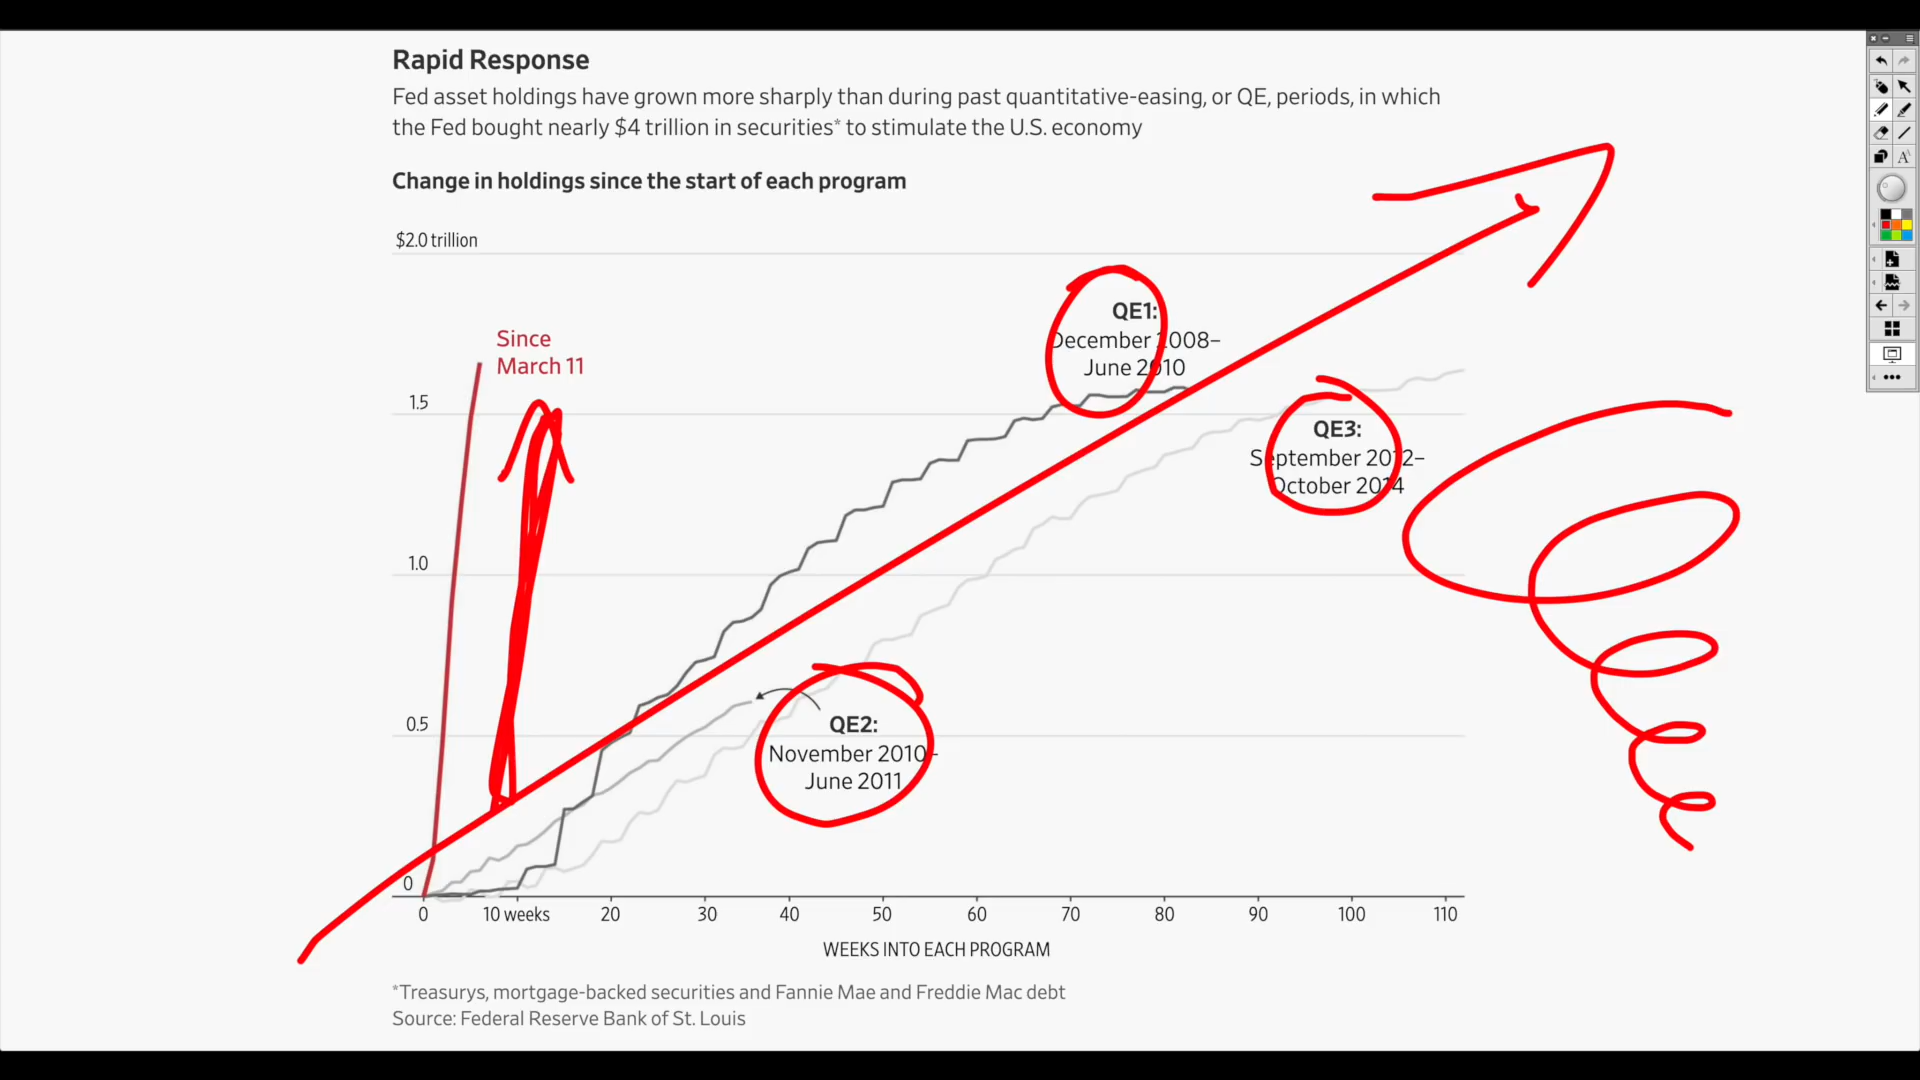 Rapid Response
Fed asset holdings have grown more sharply than during past quantitative-easing, or QE, periods, in which
the Fed bought nearly $4 trillion in securities* to stimulate the U.S. economy
Change in holdings since the start of each program
$2.0 trillion
Since
March 11
QE1:
December 2008–
June 2010
1.5
QE3:
September 2012–
October 2014
1.0
0.5
QE2:
November 2010–
June 2011
0
0 10 weeks 20 30 40 50 60 70 80 90 100 110
WEEKS INTO EACH PROGRAM
*Treasurys, mortgage-backed securities and Fannie Mae and Freddie Mac debt
Source: Federal Reserve Bank of St. Louis